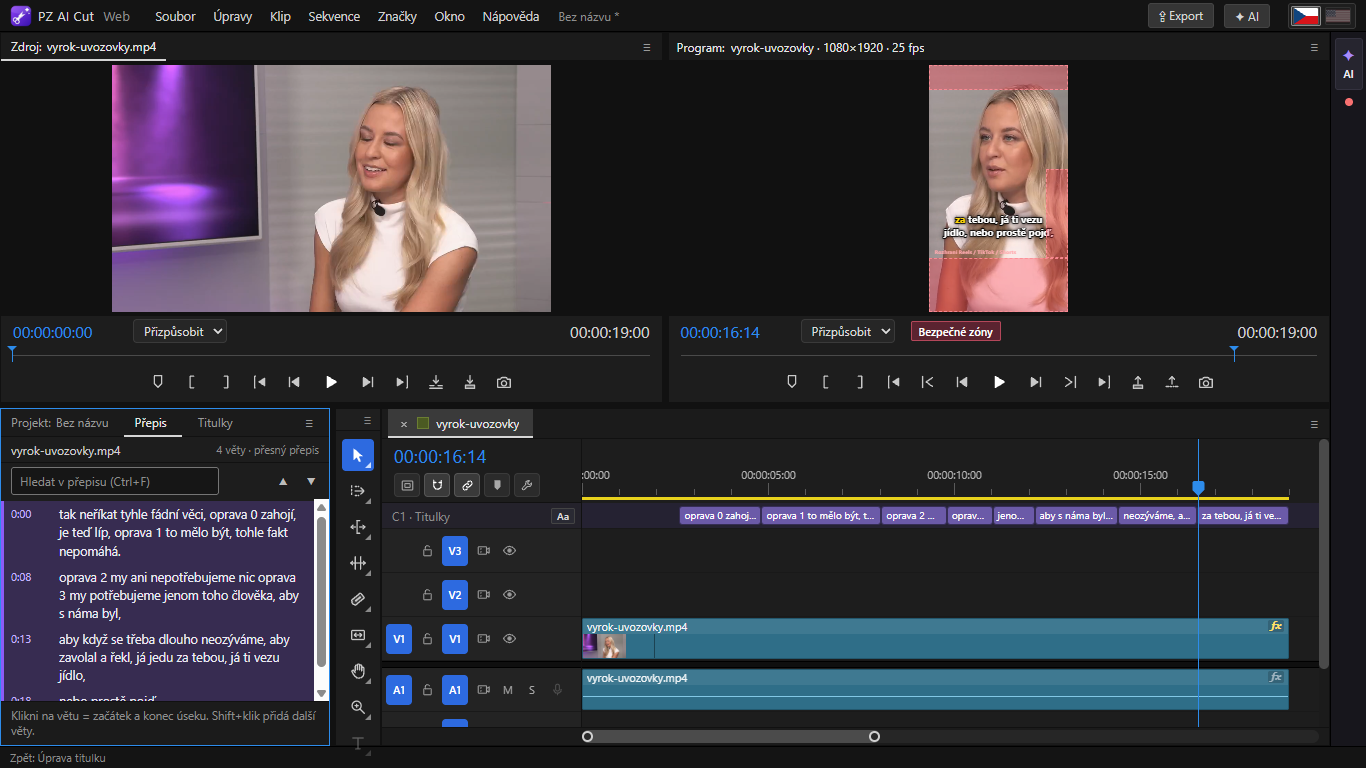 PZ AI Cut Web Soubor Úpravy Klip Sekvence Značky Okno Nápověda Bez názvu * Export AI
Zdroj: vyrok-uvozovky.mp4
Program: vyrok-uvozovky · 1080×1920 · 25 fps
AI
za tebou, já ti vezu
jídlo, nebo prostě pojď,
00:00:00:00 Přizpůsobit 00:00:19:00
00:00:16:14 Přizpůsobit Bezpečné zóny 00:00:19:00
Projekt: Bez názvu Přepis Titulky
vyrok-uvozovky.mp4 4 věty · přesný přepis
Hledat v přepisu (Ctrl+F)
0:00 tak neříkat tyhle fádní věci, oprava 0 zahojí,
je teď líp, oprava 1 to mělo být, tohle fakt
nepomáhá.
0:08 oprava 2 my ani nepotřebujeme nic oprava
3 my potřebujeme jenom toho člověka, aby
s náma byl,
0:13 aby když se třeba dlouho neozýváme, aby
zavolal a řekl, já jedu za tebou, já ti vezu
jídlo,
0:18 nebo prostě pojď,
Klikni na větu = začátek a konec úseku. Shift+klik přidá další
věty.
vyrok-uvozovky
00:00:16:14
:00:00 00:00:05:00 00:00:10:00 00:00:15:00
C1 · Titulky Aa
oprava 0 zahoj... oprava 1 to mělo být, t... oprava 2 ... oprav... jeno... aby s náma byl... neozýváme, a... za tebou, já ti ve...
V3
V2
V1 V1 vyrok-uvozovky.mp4 fx
A1 A1 M S vyrok-uvozovky.mp4 fx
Zpět: Úprava titulku